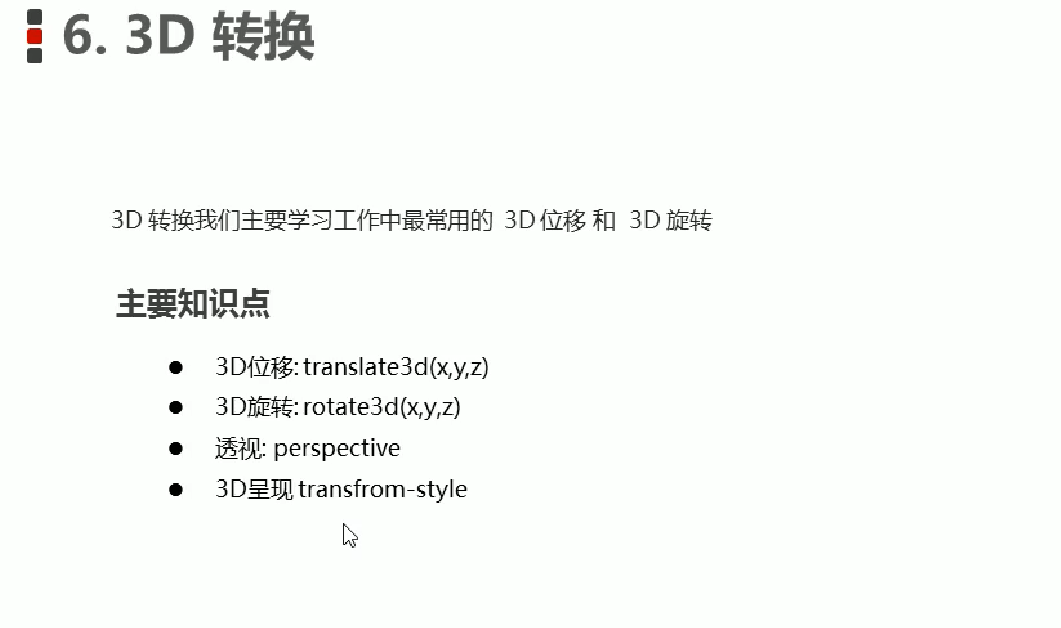 6. 3D 转换
3D 转换我们主要学习工作中最常用的 3D 位移 和 3D 旋转
主要知识点
● 3D位移: translate3d(x,y,z)
● 3D旋转: rotate3d(x,y,z)
● 透视: perspective
● 3D呈现 transfrom-style